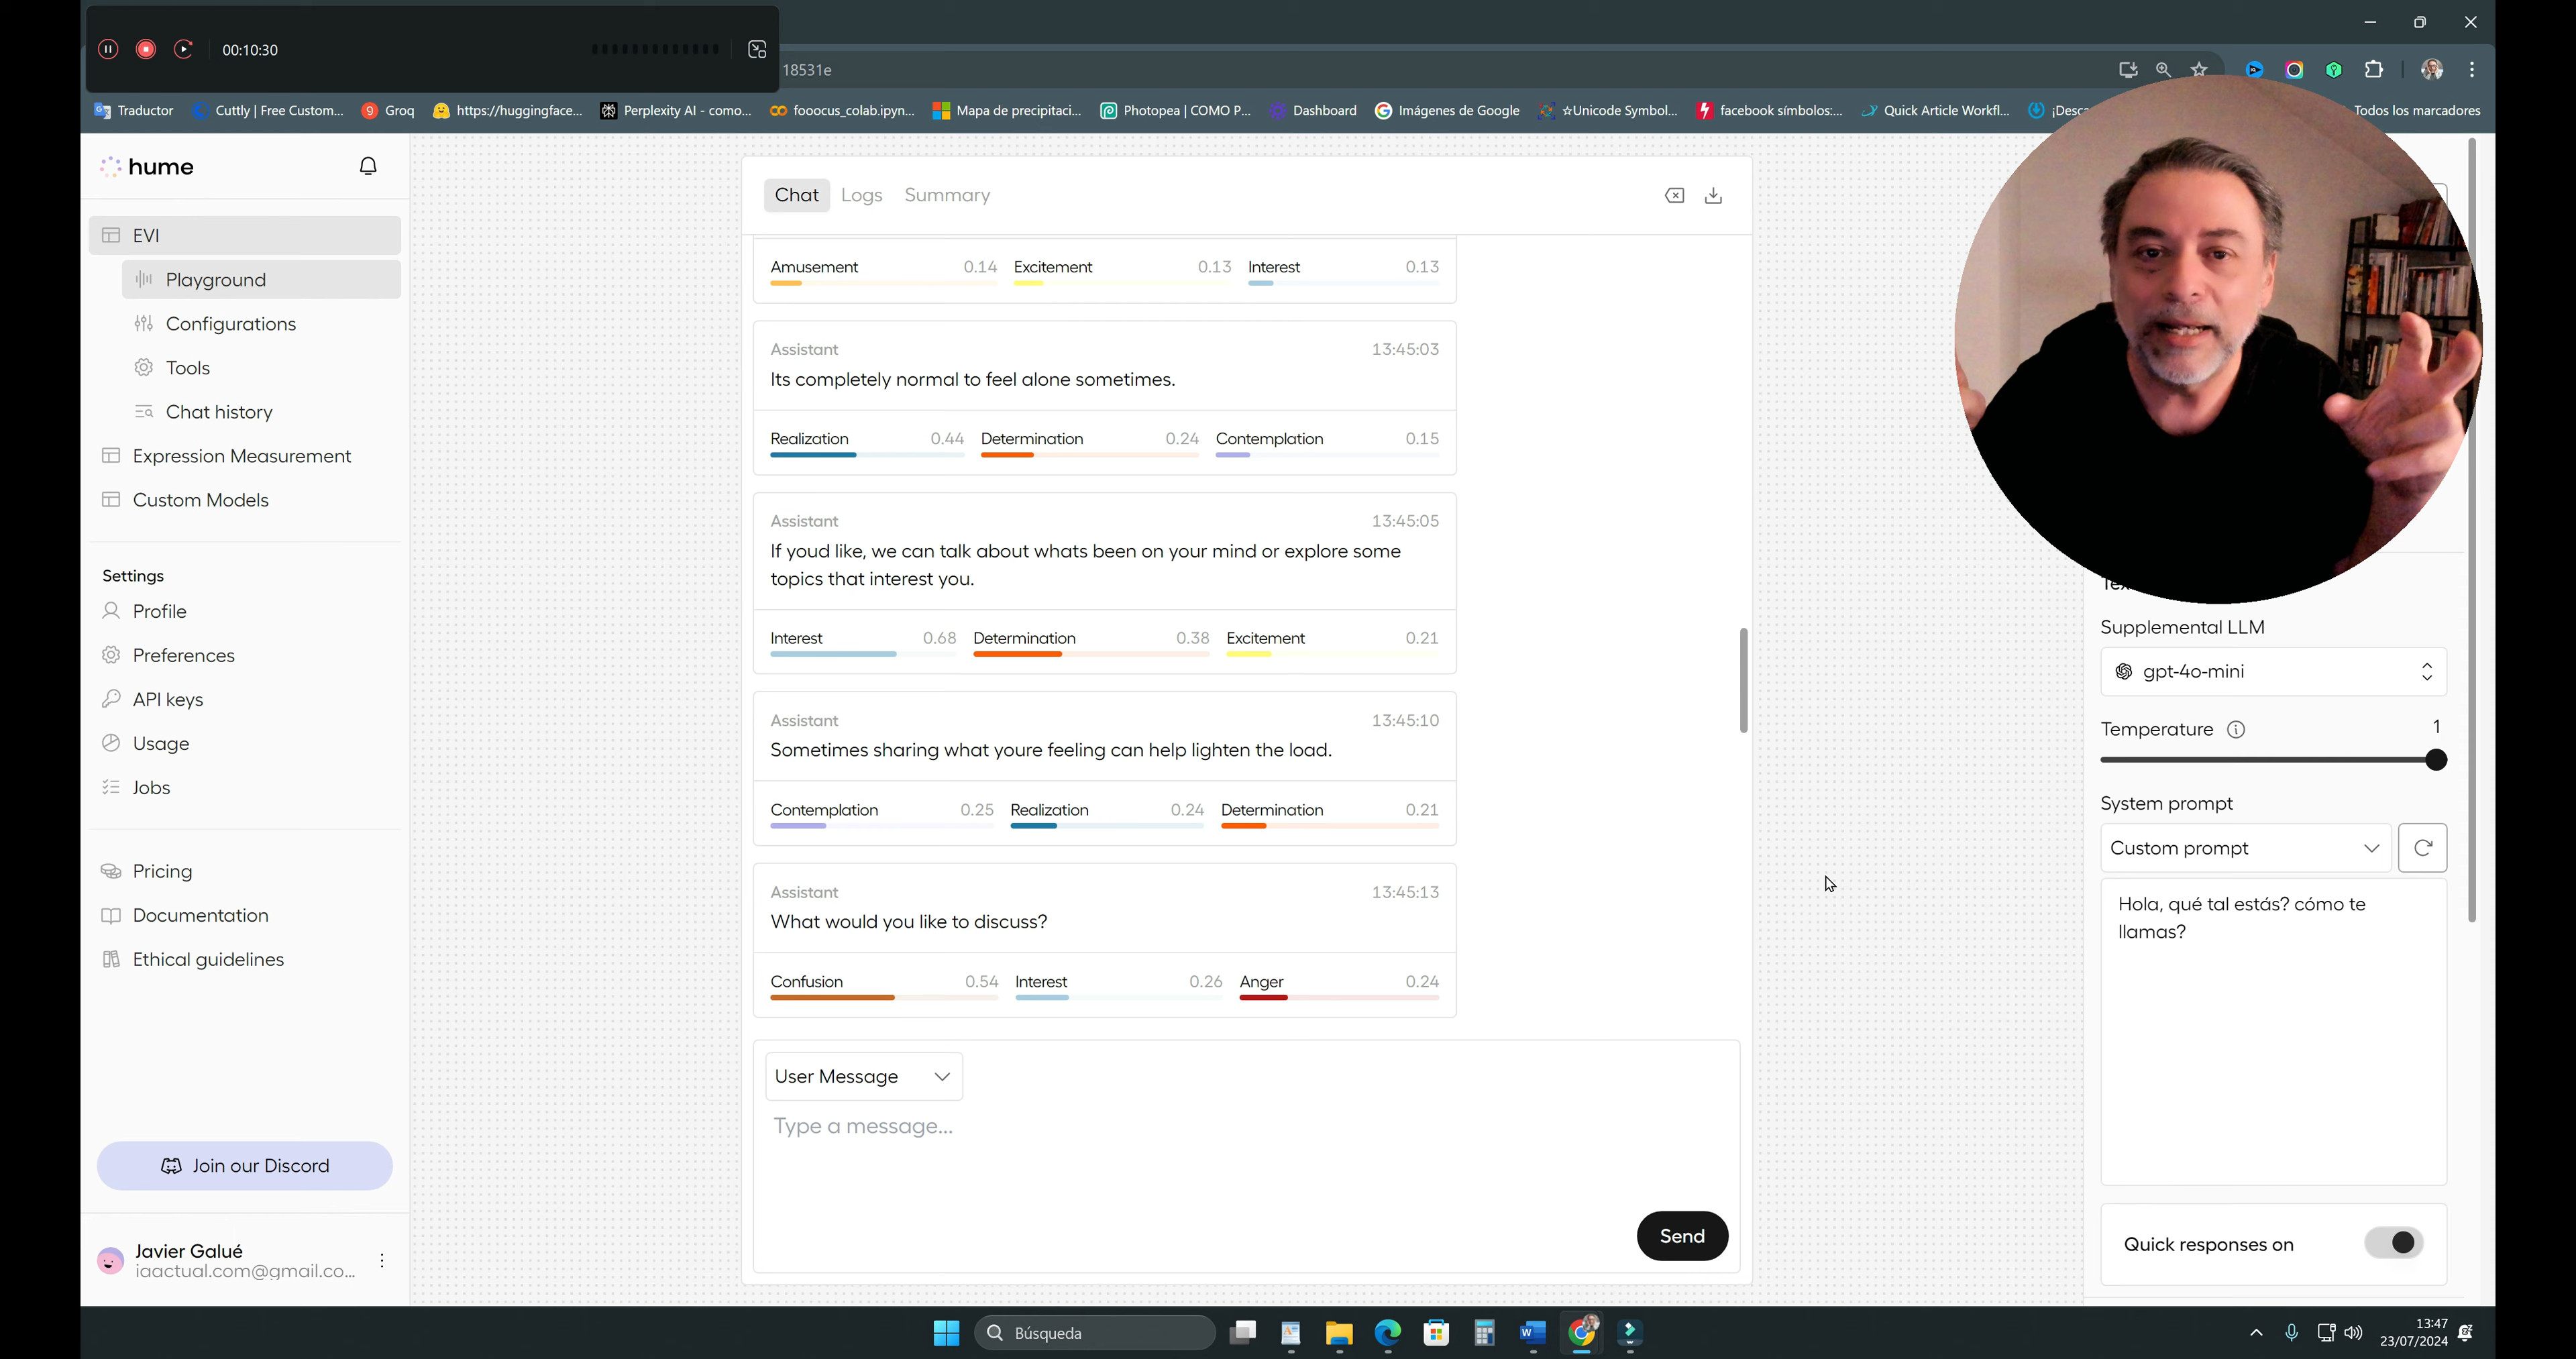 00:10:30
18531e
Traductor
Cuttly | Free Custom...
Groq
https://huggingface...
Perplexity AI - como...
fooocus_colab.ipyn...
Mapa de precipitaci...
Photopea | COMO P...
Dashboard
Imágenes de Google
☆Unicode Symbol...
facebook símbolos:...
Quick Article Workfl...
Todos los marcadores
hume
EVI
Playground
Configurations
Tools
Chat history
Expression Measurement
Custom Models
Settings
Profile
Preferences
API keys
Usage
Jobs
Pricing
Documentation
Ethical guidelines
Join our Discord
Javier Galué
iaactual.com@gmail.co...
Chat Logs Summary
Amusement 0.14 Excitement 0.13 Interest 0.13
Assistant 13:45:03
Its completely normal to feel alone sometimes.
Realization 0.44 Determination 0.24 Contemplation 0.15
Assistant 13:45:05
If youd like, we can talk about whats been on your mind or explore some
topics that interest you.
Interest 0.68 Determination 0.38 Excitement 0.21
Assistant 13:45:10
Sometimes sharing what youre feeling can help lighten the load.
Contemplation 0.25 Realization 0.24 Determination 0.21
Assistant 13:45:13
What would you like to discuss?
Confusion 0.54 Interest 0.26 Anger 0.24
User Message
Type a message...
Send
Supplemental LLM
gpt-4o-mini
Temperature 1
System prompt
Custom prompt
Hola, qué tal estás? cómo te
llamas?
Quick responses on
Búsqueda
13:47
23/07/2024